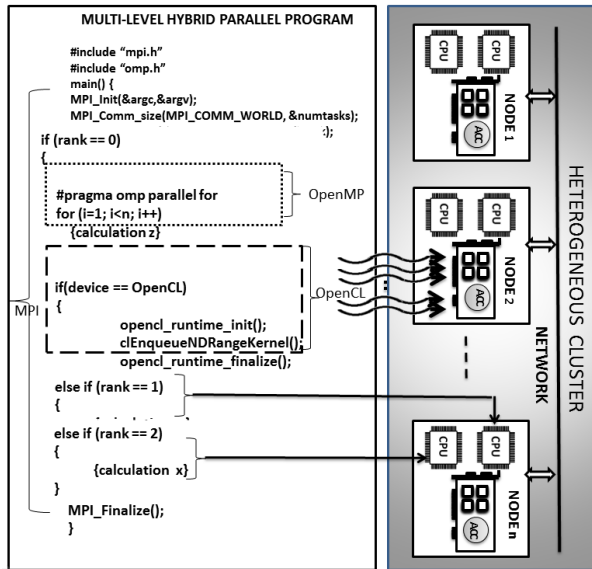 MULTI-LEVEL HYBRID PARALLEL PROGRAM
#include “mpi.h”
#include “omp.h”
main() {
MPI_Init(&argc,&argv);
MPI_Comm_size(MPI_COMM_WORLD, &numtasks);
);
if (rank == 0)
{
#pragma omp parallel for
for (i=1; i<n; i++)
{calculation z}
OpenMP
if(device == OpenCL)
{
opencl_runtime_init();
clEnqueueNDRangeKernel();
opencl_runtime_finalize();
OpenCL
MPI
else if (rank == 1)
{
else if (rank == 2)
{
{calculation x}
}
MPI_Finalize();
}
CPU
CPU
ACC
NODE 1
CPU
CPU
ACC
NODE 2
CPU
CPU
ACC
NODE n
NETWORK
HETEROGENEOUS CLUSTER